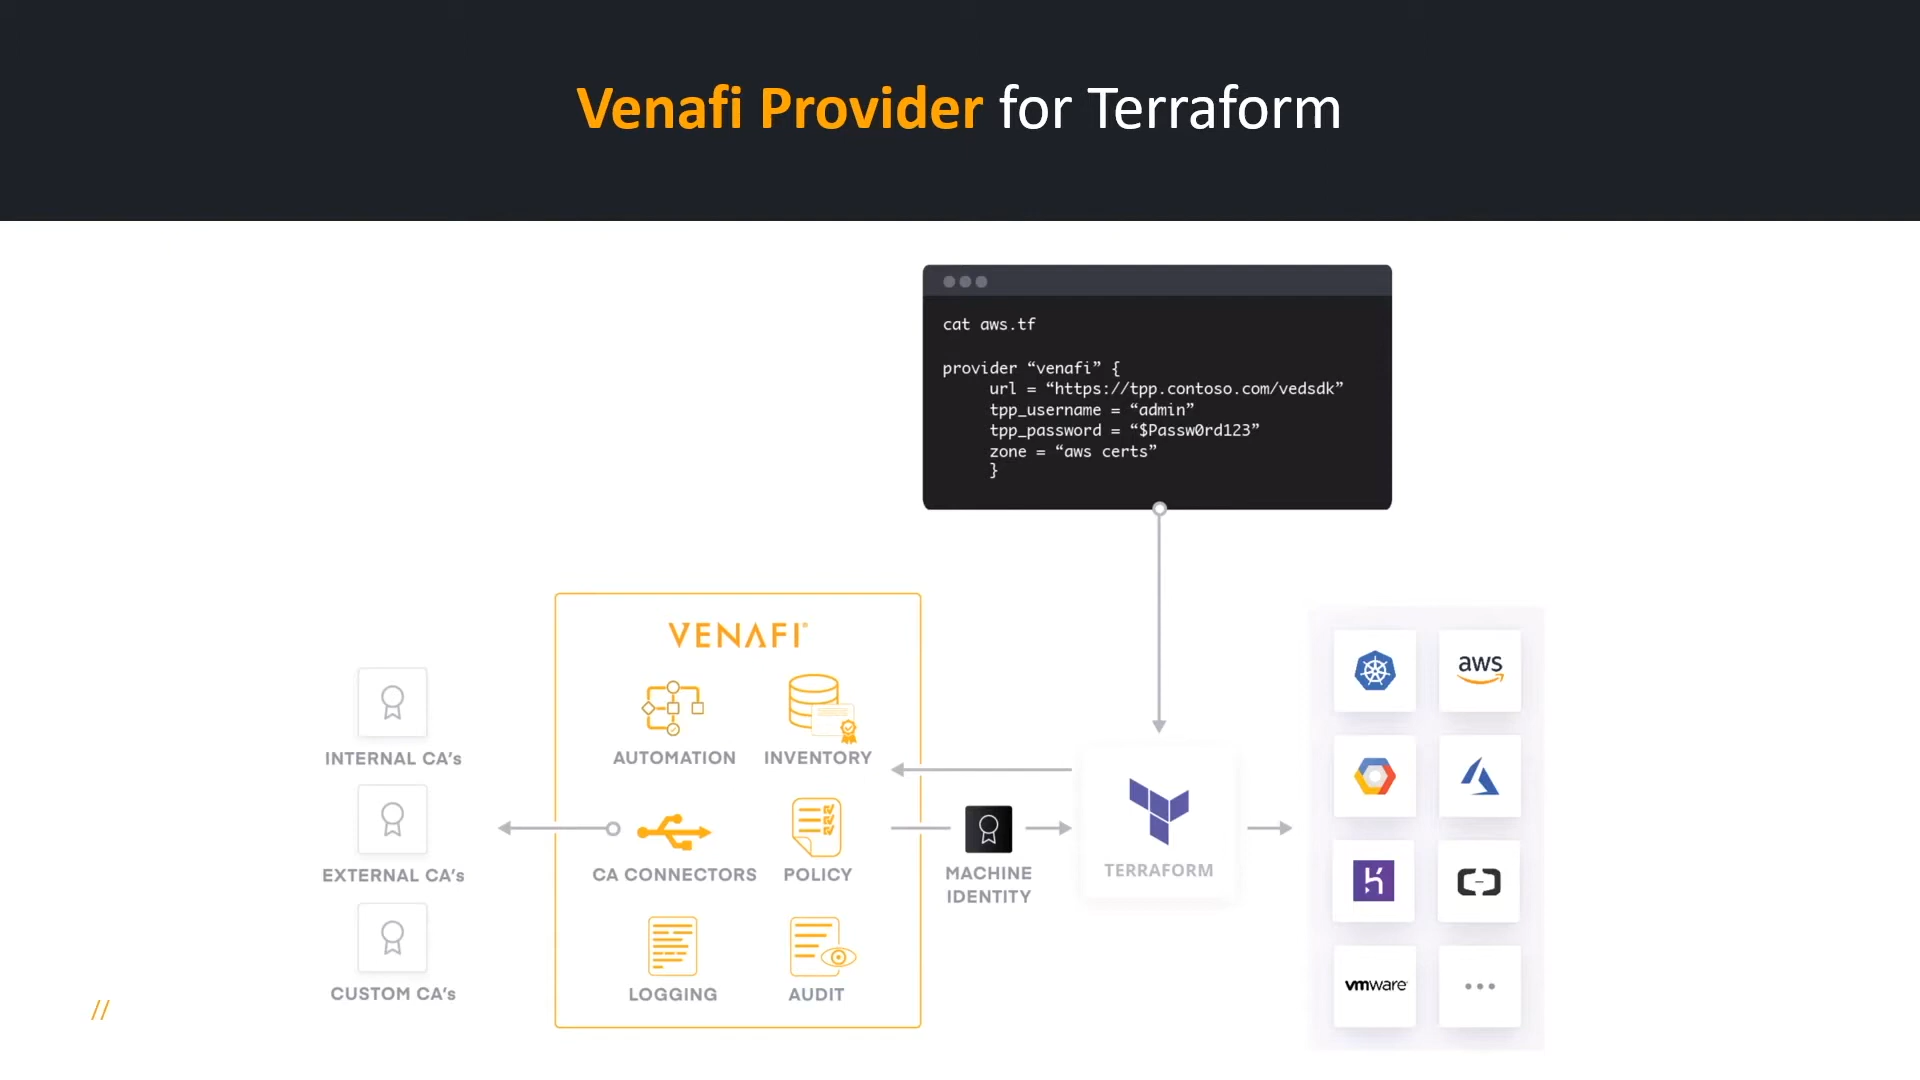 Venafi Provider for Terraform
cat aws.tf
provider “venafi” {
url = “https://tpp.contoso.com/vedsdk”
tpp_username = “admin”
tpp_password = “$Passw0rd123”
zone = “aws certs”
}
VENAFI®
AUTOMATION
INVENTORY
CA CONNECTORS
POLICY
LOGGING
AUDIT
INTERNAL CA’s
EXTERNAL CA’s
CUSTOM CA’s
MACHINE
IDENTITY
TERRAFORM
aws
vmware
//